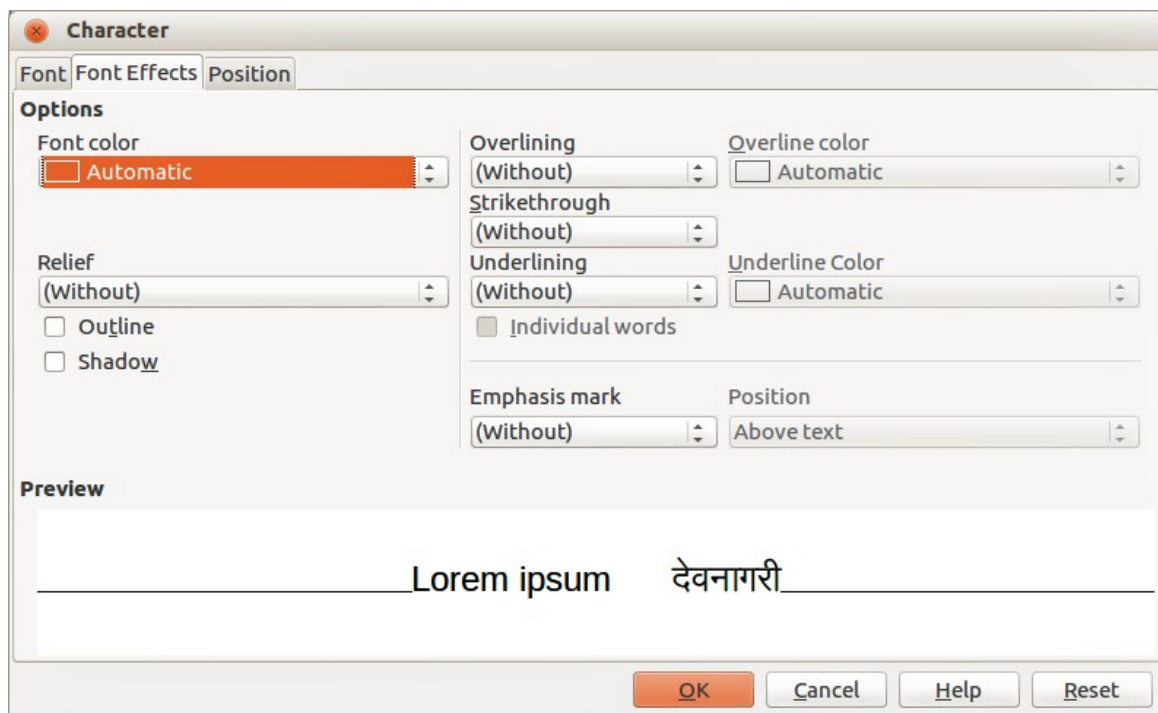 Character
Font Font Effects Position
Options
Font color Overlining Overline color
Automatic (Without) Automatic
Strikethrough
(Without)
Relief Underlining Underline Color
(Without) (Without) Automatic
Outline Individual words
Shadow
Emphasis mark Position
(Without) Above text
Preview
Lorem ipsum देवनागरी
OK Cancel Help Reset